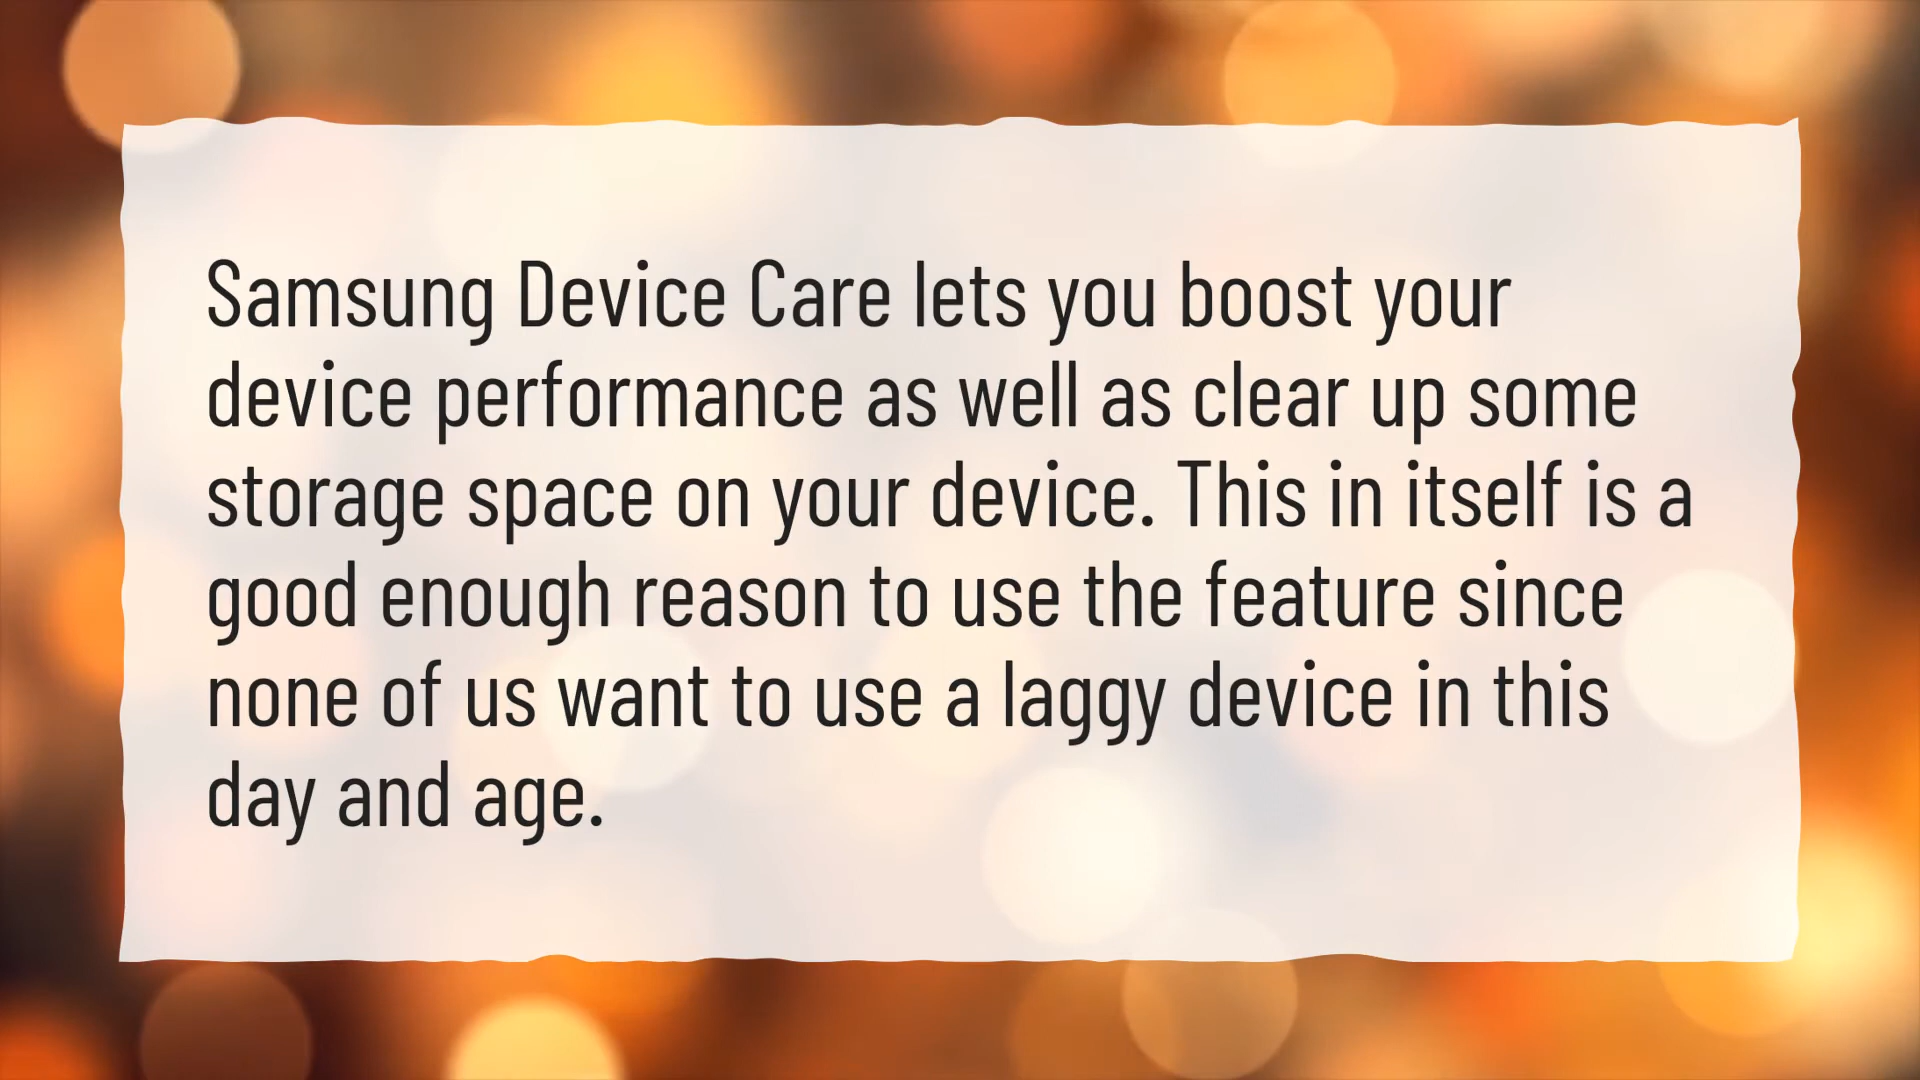 Samsung Device Care lets you boost your
device performance as well as clear up some
storage space on your device. This in itself is a
good enough reason to use the feature since
none of us want to use a laggy device in this
day and age.